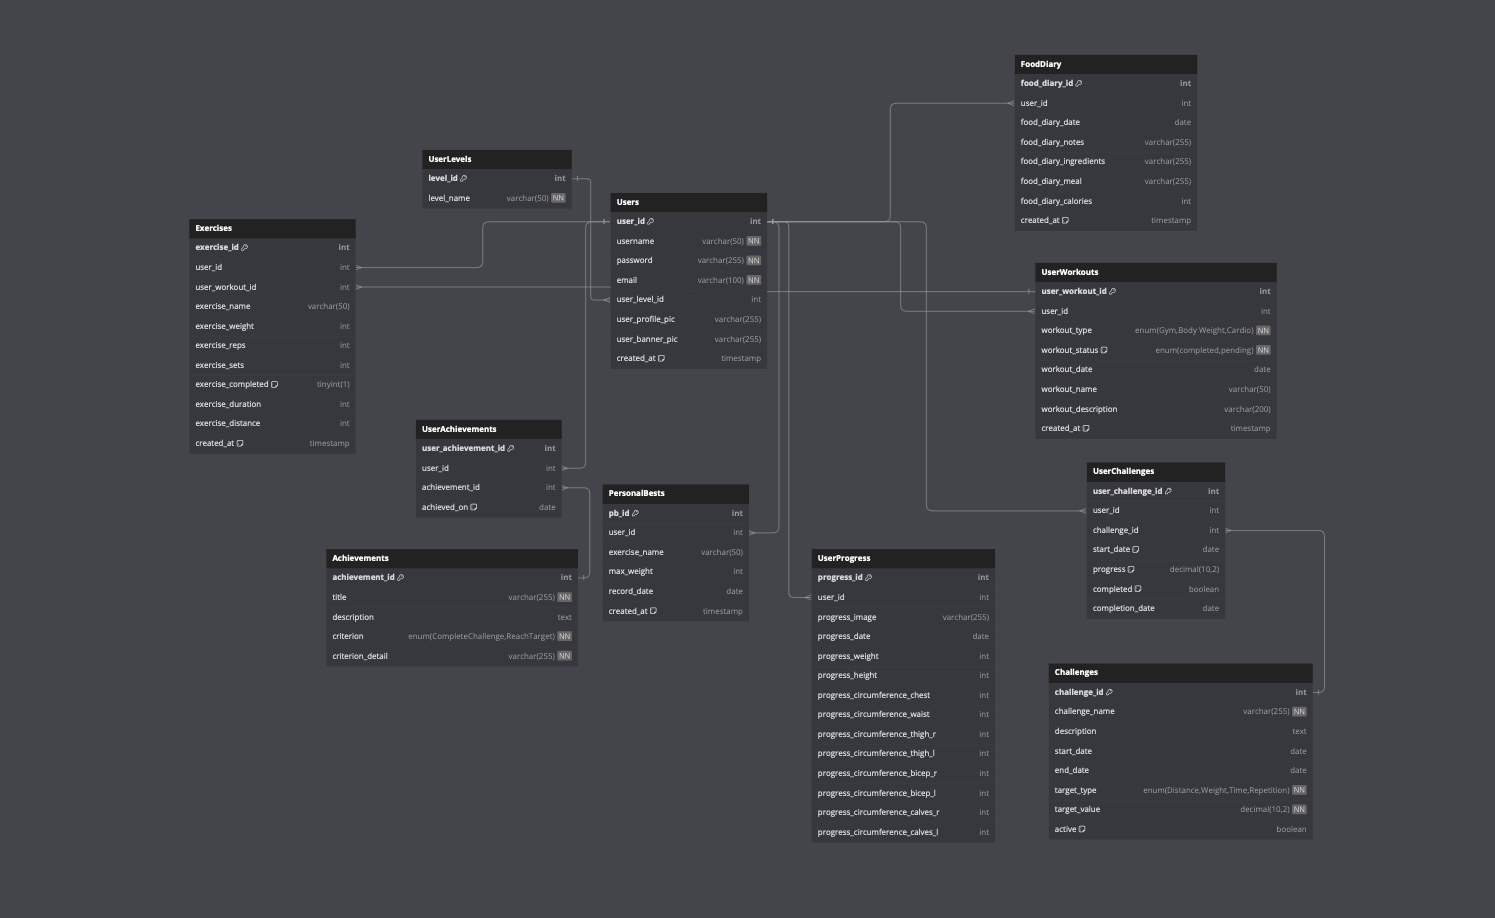 FoodDiary
food_diary_id int
user_id int
food_diary_date date
food_diary_notes varchar(255)
food_diary_ingredients varchar(255)
food_diary_meal varchar(255)
food_diary_calories int
created_at timestamp
UserLevels
level_id int
level_name varchar(50) NN
Users
user_id int
username varchar(50) NN
password varchar(255) NN
email varchar(100) NN
user_level_id int
user_profile_pic varchar(255)
user_banner_pic varchar(255)
created_at timestamp
Exercises
exercise_id int
user_id int
user_workout_id int
exercise_name varchar(50)
exercise_weight int
exercise_reps int
exercise_sets int
exercise_completed tinyint(1)
exercise_duration int
exercise_distance int
created_at timestamp
UserWorkouts
user_workout_id int
user_id int
workout_type enum(Gym,Body Weight,Cardio) NN
workout_status enum(completed,pending) NN
workout_date date
workout_name varchar(50)
workout_description varchar(200)
created_at timestamp
UserAchievements
user_achievement_id int
user_id int
achievement_id int
achieved_on date
PersonalBests
pb_id int
user_id int
exercise_name varchar(50)
max_weight int
record_date date
created_at timestamp
UserChallenges
user_challenge_id int
user_id int
challenge_id int
start_date date
progress decimal(10,2)
completed boolean
completion_date date
Achievements
achievement_id int
title varchar(255) NN
description text
criterion enum(CompleteChallenge,ReachTarget) NN
criterion_detail varchar(255) NN
UserProgress
progress_id int
user_id int
progress_image varchar(255)
progress_date date
progress_weight int
progress_height int
progress_circumference_chest int
progress_circumference_waist int
progress_circumference_thigh_r int
progress_circumference_thigh_l int
progress_circumference_bicep_r int
progress_circumference_bicep_l int
progress_circumference_calves_r int
progress_circumference_calves_l int
Challenges
challenge_id int
challenge_name varchar(255) NN
description text
start_date date
end_date date
target_type enum(Distance,Weight,Time,Repetition) NN
target_value decimal(10,2) NN
active boolean